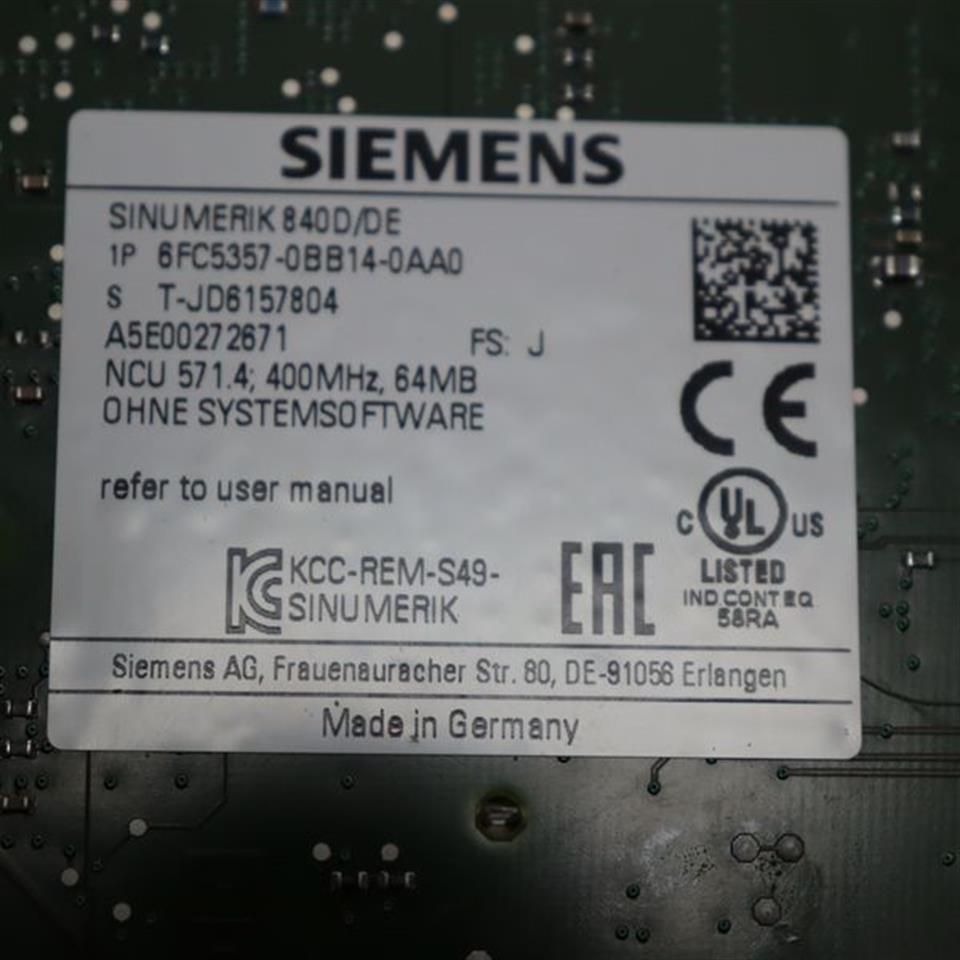 SIEMENS
SINUMERIK 840D/DE
1P 6FC5357-0BB14-0AA0
S T-JD6157804
A5E00272671 FS: J
NCU 571.4; 400MHz, 64MB
OHNE SYSTEMSOFTWARE
refer to user manual
KCC-REM-S49-
SINUMERIK
EAC
CE
C UL US
LISTED
IND.CONT.EQ
58RA
Siemens AG, Frauenauracher Str. 80, DE-91056 Erlangen
Made in Germany